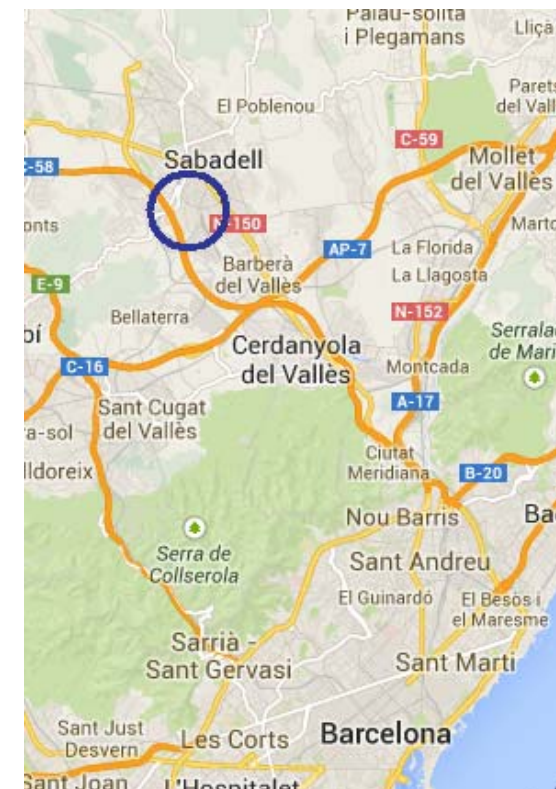 Palau-solità
i Plegamans
Lliçà
El Poblenou
Parets
del Vall
C-59
C-58
Sabadell
Mollet
del Vallès
onts
N-150
Marto
AP-7
La Florida
Barberà
del Vallès
La Llagosta
E-9
Bellaterra
N-152
Serrala
de Mari
bí
Cerdanyola
del Vallès
C-16
Montcada
A-17
Sant Cugat
del Vallès
a-sol
Ciutat
Meridiana
lldoreix
B-20
Nou Barris
Ba
Serra de
Collserola
Sant Andreu
El Guinardó
El Besòs i
el Maresme
Sarrià -
Sant Gervasi
Sant Martí
Sant Just
Desvern
Les Corts
Barcelona
Sant Joan
L'Hospitalet